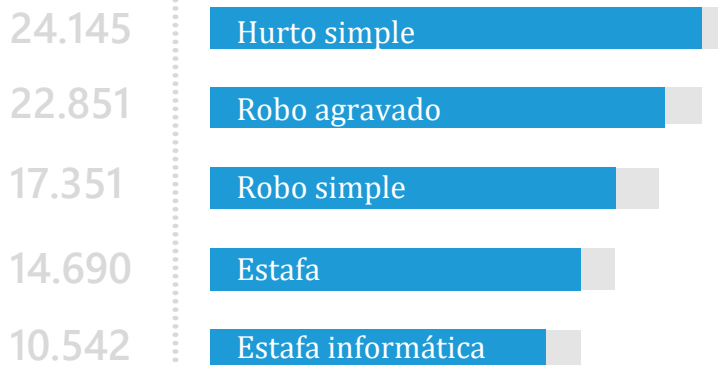 24.145 Hurto simple
22.851 Robo agravado
17.351 Robo simple
14.690 Estafa
10.542 Estafa informática